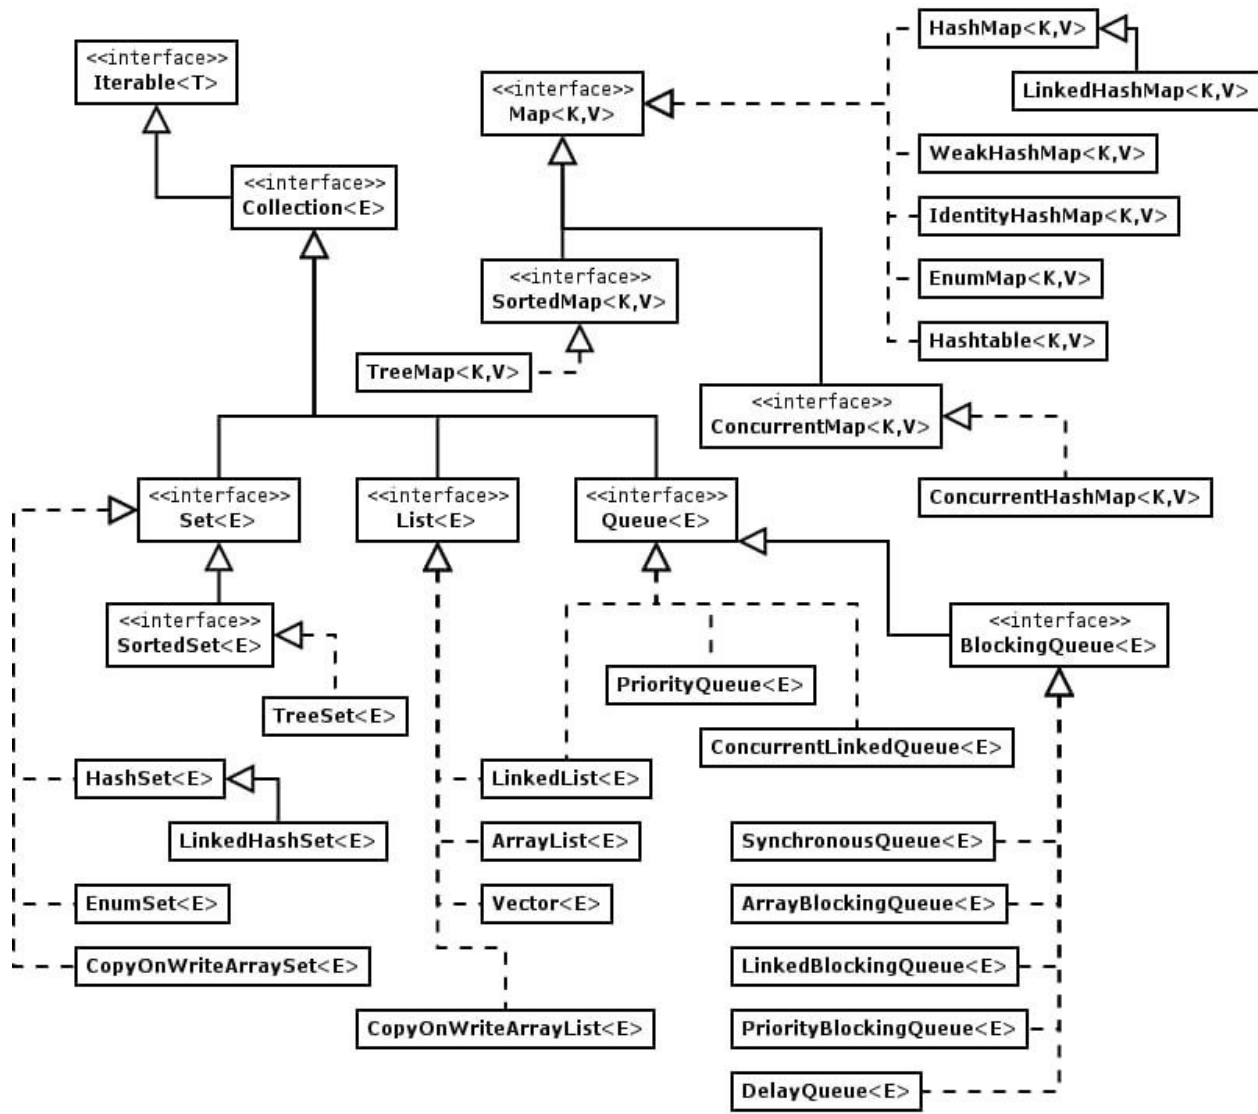 <<interface>>
Iterable<T>
<<interface>>
Map<K,V>
HashMap<K,V>
LinkedHashMap<K,V>
WeakHashMap<K,V>
<<interface>>
Collection<E>
IdentityHashMap<K,V>
<<interface>>
SortedMap<K,V>
EnumMap<K,V>
Hashtable<K,V>
TreeMap<K,V>
<<interface>>
ConcurrentMap<K,V>
ConcurrentHashMap<K,V>
<<interface>>
Set<E>
<<interface>>
List<E>
<<interface>>
Queue<E>
<<interface>>
SortedSet<E>
<<interface>>
BlockingQueue<E>
TreeSet<E>
PriorityQueue<E>
ConcurrentLinkedQueue<E>
HashSet<E>
LinkedList<E>
LinkedHashSet<E>
ArrayList<E>
SynchronousQueue<E>
EnumSet<E>
Vector<E>
ArrayBlockingQueue<E>
CopyOnWriteArraySet<E>
LinkedBlockingQueue<E>
CopyOnWriteArrayList<E>
PriorityBlockingQueue<E>
DelayQueue<E>